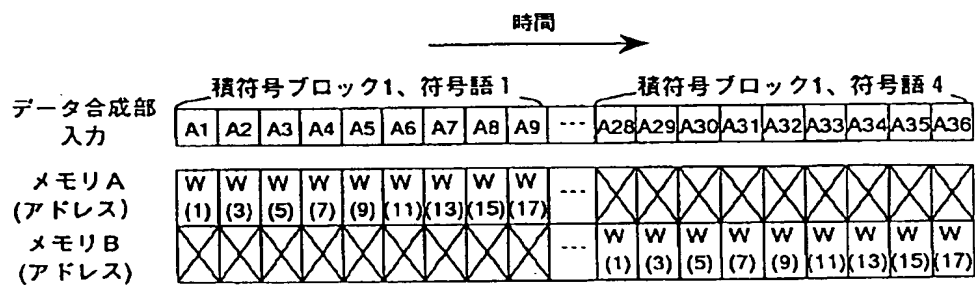 時間
積符号ブロック1、符号語1
積符号ブロック1、符号語4
データ合成部
入力
A1 A2 A3 A4 A5 A6 A7 A8 A9 --- A28 A29 A30 A31 A32 A33 A34 A35 A36
メモリA
(アドレス)
W W W W W W W W W ---
(1) (3) (5) (7) (9) (11) (13) (15) (17)
メモリB
(アドレス)
--- W W W W W W W W W
(1) (3) (5) (7) (9) (11) (13) (15) (17)